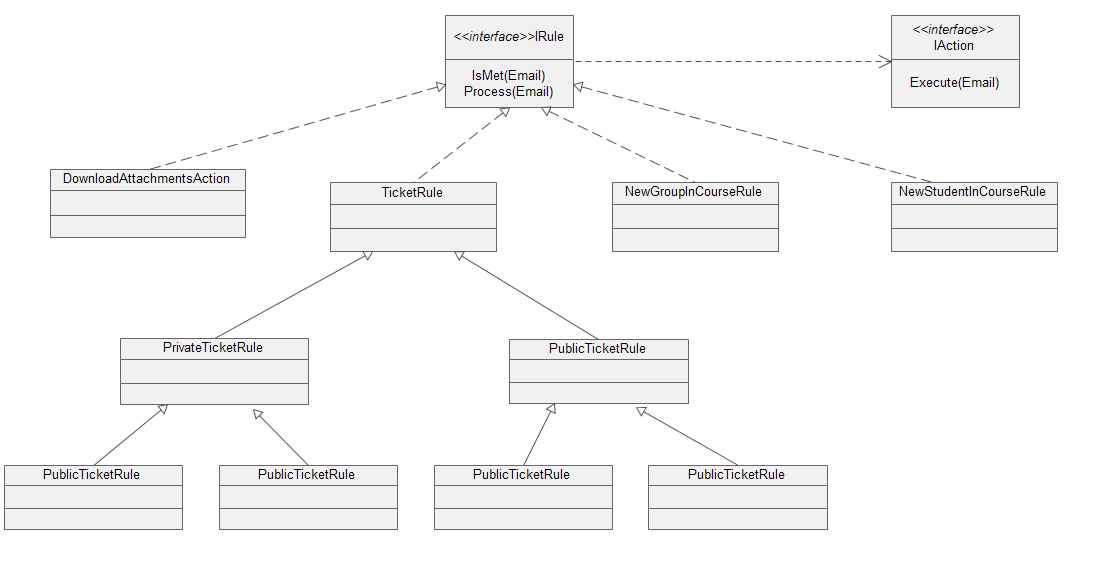 <<interface>>IRule
IsMet(Email)
Process(Email)
<<interface>>
IAction
Execute(Email)
DownloadAttachmentsAction
TicketRule
NewGroupInCourseRule
NewStudentInCourseRule
PrivateTicketRule
PublicTicketRule
PublicTicketRule
PublicTicketRule
PublicTicketRule
PublicTicketRule